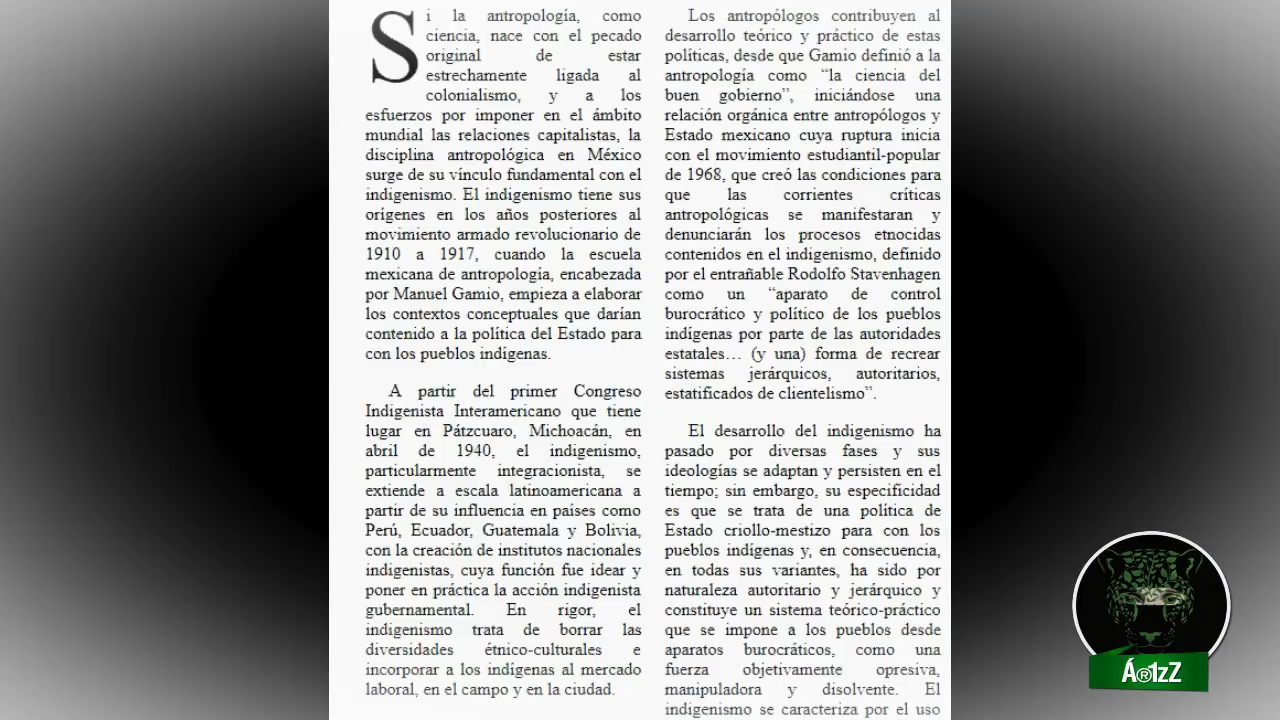 Si la antropología, como
ciencia, nace con el pecado
original de estar
estrechamente ligada al
colonialismo, y a los
esfuerzos por imponer en el ámbito
mundial las relaciones capitalistas, la
disciplina antropológica en México
surge de su vínculo fundamental con el
indigenismo. El indigenismo tiene sus
orígenes en los años posteriores al
movimiento armado revolucionario de
1910 a 1917, cuando la escuela
mexicana de antropología, encabezada
por Manuel Gamio, empieza a elaborar
los contextos conceptuales que darían
contenido a la política del Estado para
con los pueblos indígenas.
A partir del primer Congreso
Indigenista Interamericano que tiene
lugar en Pátzcuaro, Michoacán, en
abril de 1940, el indigenismo,
particularmente integracionista, se
extiende a escala latinoamericana a
partir de su influencia en países como
Perú, Ecuador, Guatemala y Bolivia,
con la creación de institutos nacionales
indigenistas, cuya función fue idear y
poner en práctica la acción indigenista
gubernamental. En rigor, el
indigenismo trata de borrar las
diversidades étnico-culturales e
incorporar a los indígenas al mercado
laboral, en el campo y en la ciudad.
Los antropólogos contribuyen al
desarrollo teórico y práctico de estas
políticas, desde que Gamio definió a la
antropología como “la ciencia del
buen gobierno”, iniciándose una
relación orgánica entre antropólogos y
Estado mexicano cuya ruptura inicia
con el movimiento estudiantil-popular
de 1968, que creó las condiciones para
que las corrientes críticas
antropológicas se manifestaran y
denunciarán los procesos etnocidas
contenidos en el indigenismo, definido
por el entrañable Rodolfo Stavenhagen
como un “aparato de control
burocrático y político de los pueblos
indígenas por parte de las autoridades
estatales… (y una) forma de recrear
sistemas jerárquicos, autoritarios,
estatificados de clientelismo”.
El desarrollo del indigenismo ha
pasado por diversas fases y sus
ideologías se adaptan y persisten en el
tiempo; sin embargo, su especificidad
es que se trata de una política de
Estado criollo-mestizo para con los
pueblos indígenas y, en consecuencia,
en todas sus variantes, ha sido por
naturaleza autoritario y jerárquico y
constituye un sistema teórico-práctico
que se impone a los pueblos desde
aparatos burocráticos, como una
fuerza objetivamente opresiva,
manipuladora y disolvente. El
indigenismo se caracteriza por el uso
Á®1zZ